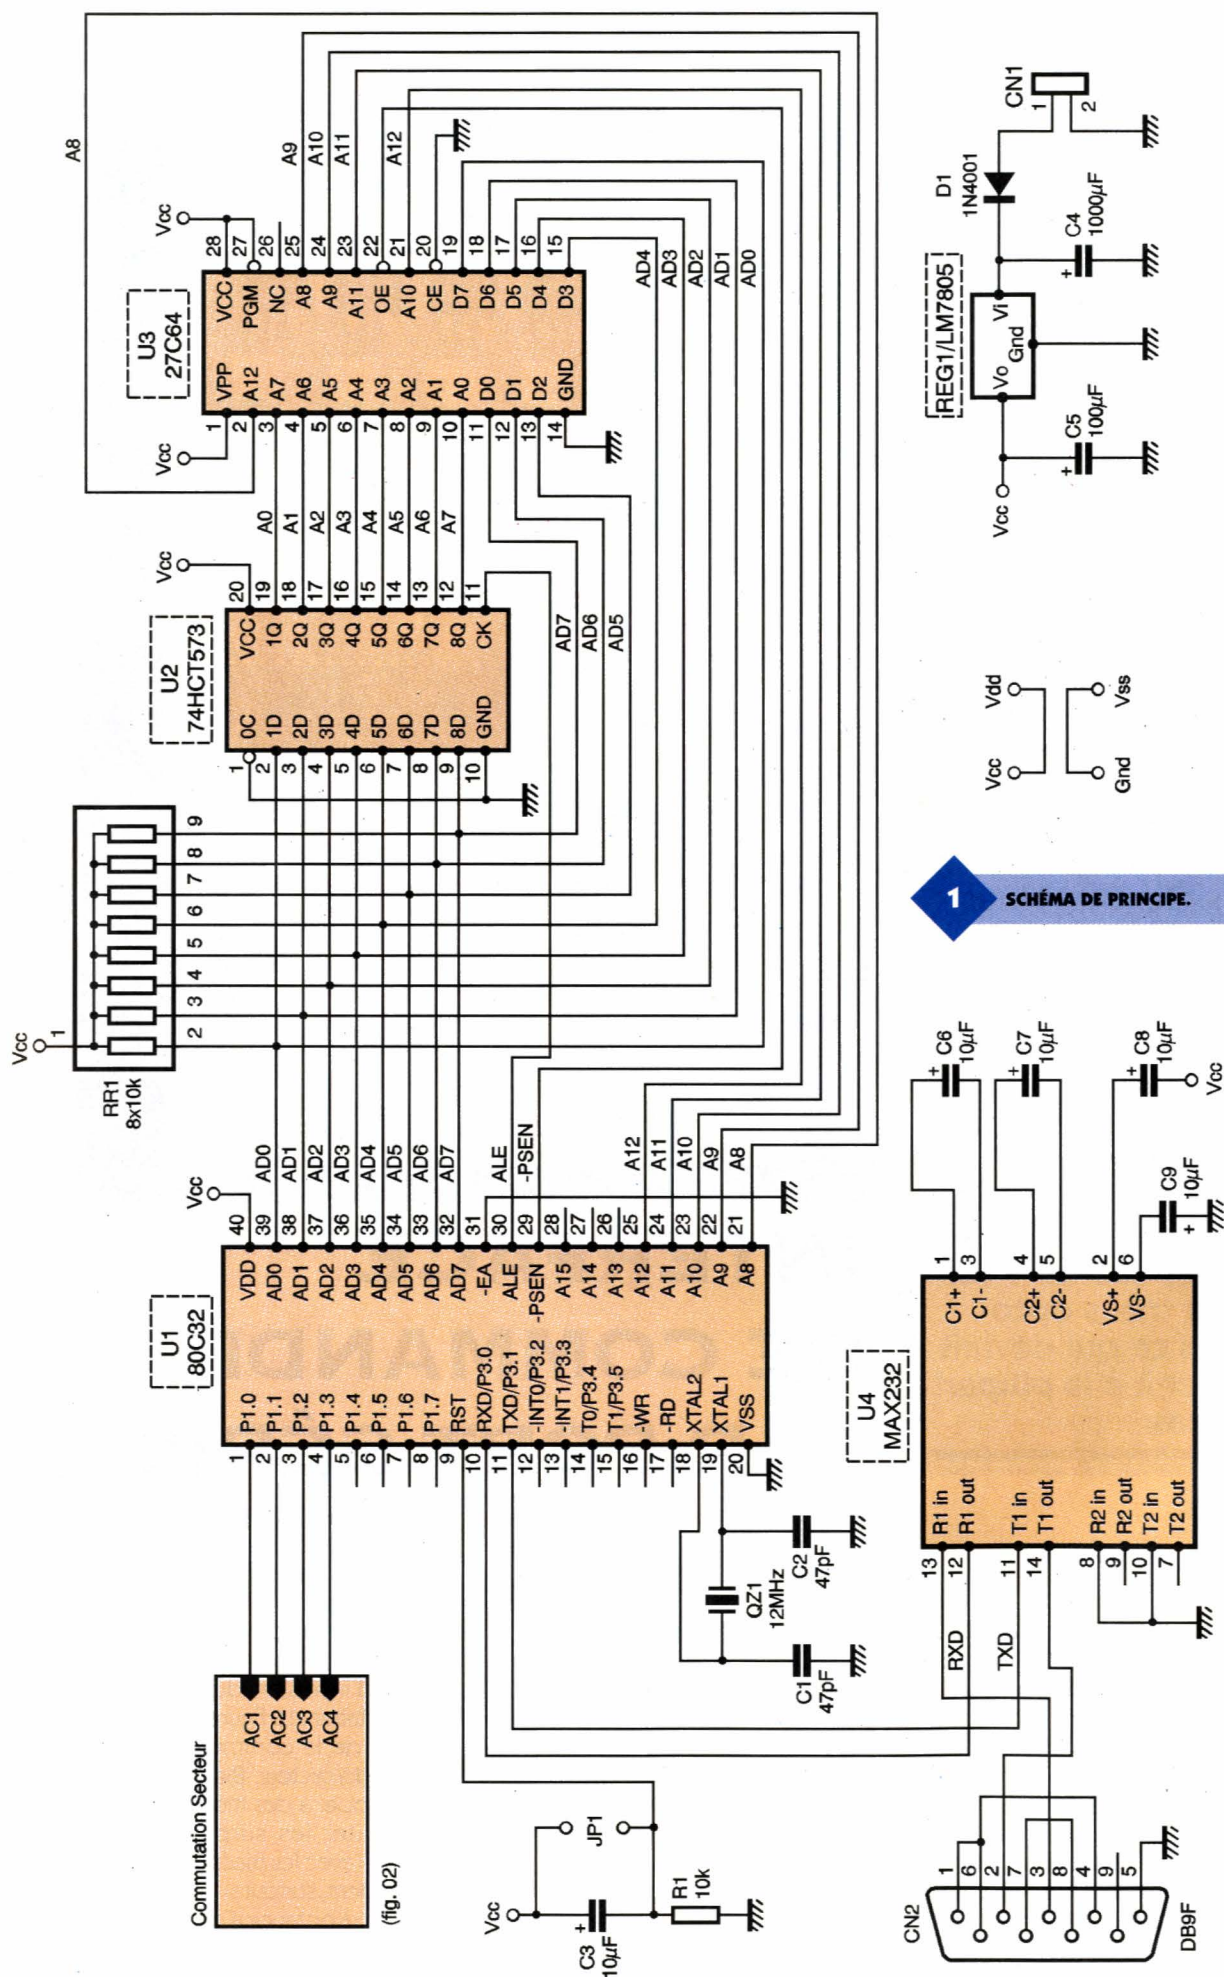 Commutation Secteur
(fig. 02)
AC1
AC2
AC3
AC4
Vcc
C3
10µF
JP1
R1
10k
CN2
1
6
2
7
3
8
4
9
5
DB9F
U1
80C32
1 P1.0
2 P1.1
3 P1.2
4 P1.3
5 P1.4
6 P1.5
7 P1.6
8 P1.7
9 RST
10 RXD/P3.0
11 TXD/P3.1
12 -INT0/P3.2
13 -INT1/P3.3
14 T0/P3.4
15 T1/P3.5
16 -WR
17 -RD
18 XTAL2
19 XTAL1
20 VSS
VDD 40
AD0 39
AD1 38
AD2 37
AD3 36
AD4 35
AD5 34
AD6 33
AD7 32
-EA 31
ALE 30
-PSEN 29
A15 28
A14 27
A13 26
A12 25
A11 24
A10 23
A9 22
A8 21
Vcc
AD0
AD1
AD2
AD3
AD4
AD5
AD6
AD7
ALE
-PSEN
A12
A11
A10
A9
A8
C1
47pF
QZ1
12MHz
C2
47pF
RXD
TXD
U4
MAX232
13 R1 in
12 R1 out
11 T1 in
14 T1 out
8 R2 in
9 R2 out
10 T2 in
7 T2 out
C1+ 1
C1- 3
C2+ 4
C2- 5
VS+ 2
VS- 6
+
C6
10µF
+
C7
10µF
+
C8
10µF
Vcc
C9
10µF
+
Vcc
1
RR1
8x10k
2
3
4
5
6
7
8
9
U2
74HCT573
1 0C
2 1D
3 2D
4 3D
5 4D
6 5D
7 6D
8 7D
9 8D
10 GND
VCC 20
1Q 19
2Q 18
3Q 17
4Q 16
5Q 15
6Q 14
7Q 13
8Q 12
CK 11
Vcc
A0
A1
A2
A3
A4
A5
A6
A7
AD7
AD6
AD5
A8
Vcc
U3
27C64
1 VPP
2 A12
3 A7
4 A6
5 A5
6 A4
7 A3
8 A2
9 A1
10 A0
11 D0
12 D1
13 D2
14 GND
VCC 28
PGM 27
NC 26
A8 25
A9 24
A11 23
OE 22
A10 21
CE 20
D7 19
D6 18
D5 17
D4 16
D3 15
Vcc
A9
A10
A11
A12
AD4
AD3
AD2
AD1
AD0
1 SCHÉMA DE PRINCIPE.
Vcc
Vdd
Gnd
Vss
Vcc
+
C5
100µF
REG1/LM7805
Vo
Gnd
Vi
+
C4
1000µF
D1
1N4001
CN1
1
2